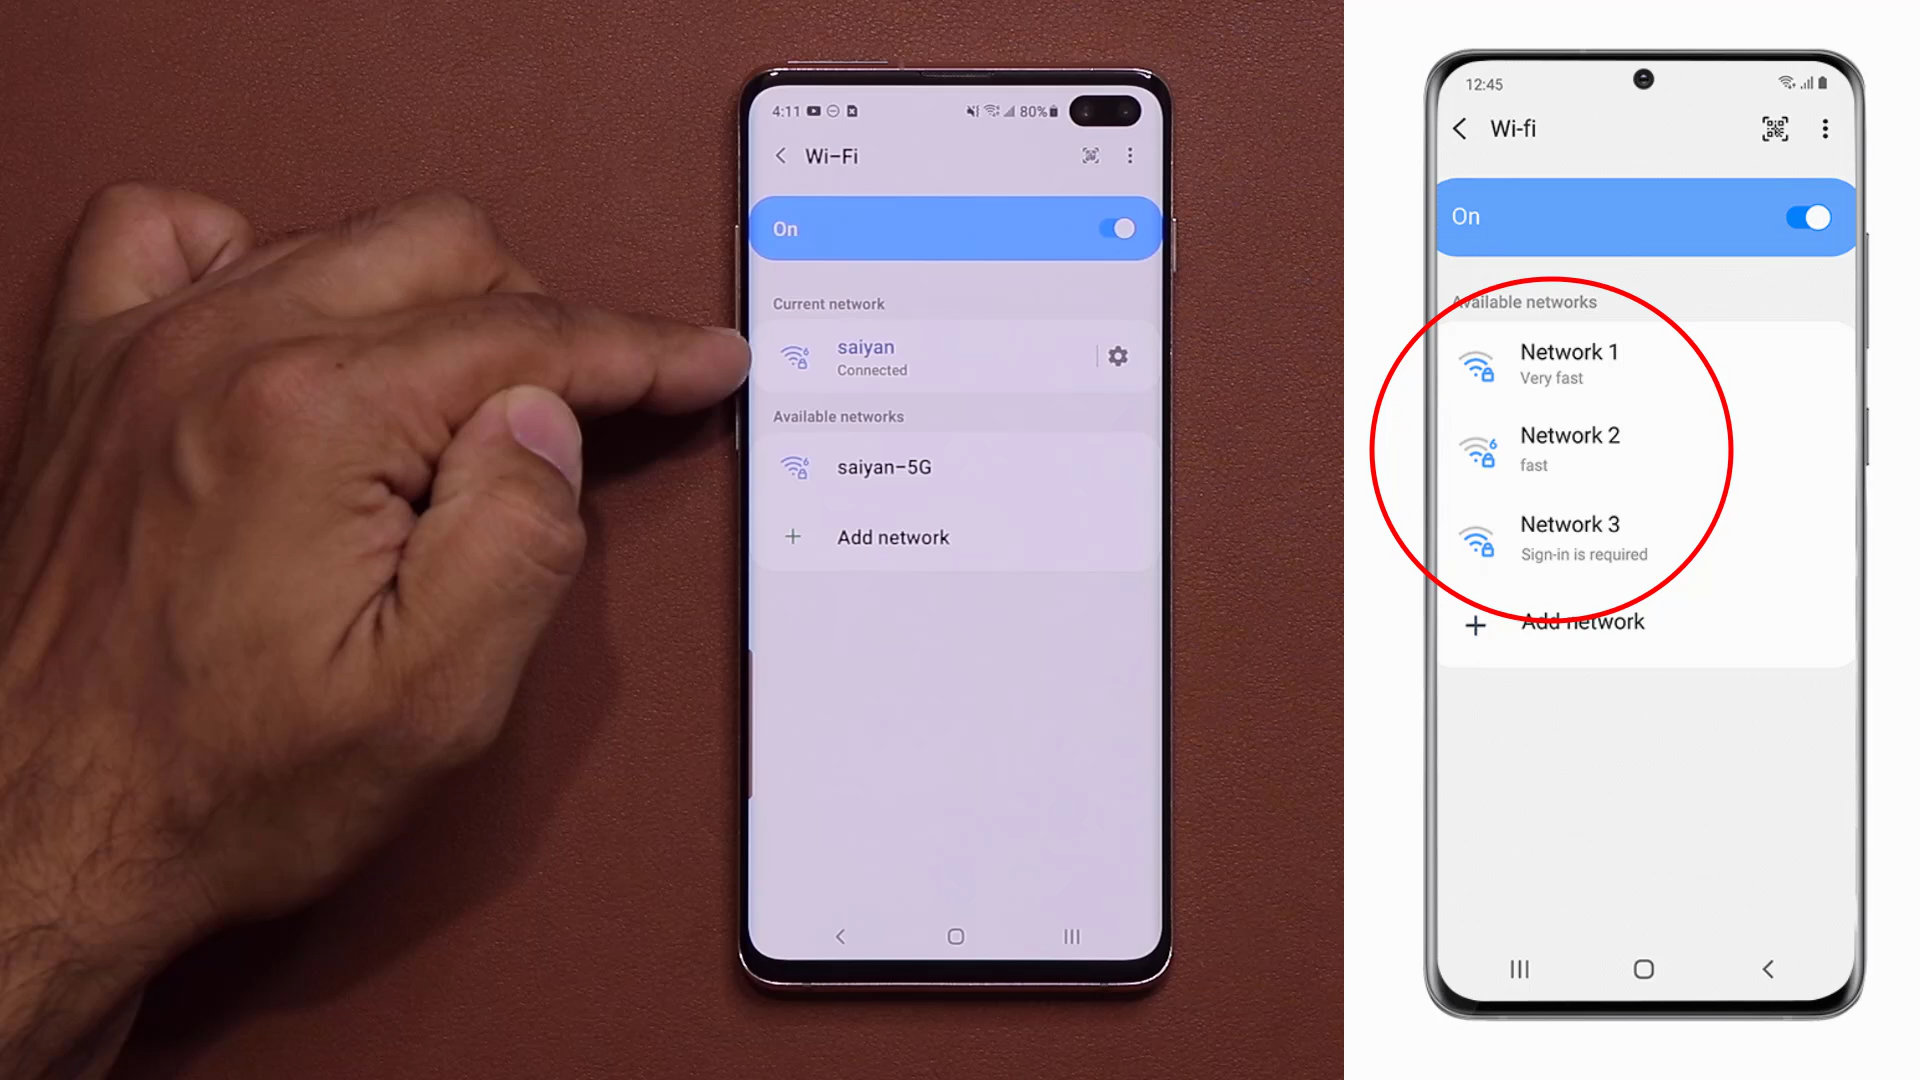 4:11
80%
Wi-Fi
On
Current network
saiyan
Connected
Available networks
saiyan-5G
Add network
12:45
Wi-fi
On
Available networks
Network 1
Very fast
6
Network 2
fast
Network 3
Sign-in is required
Add network